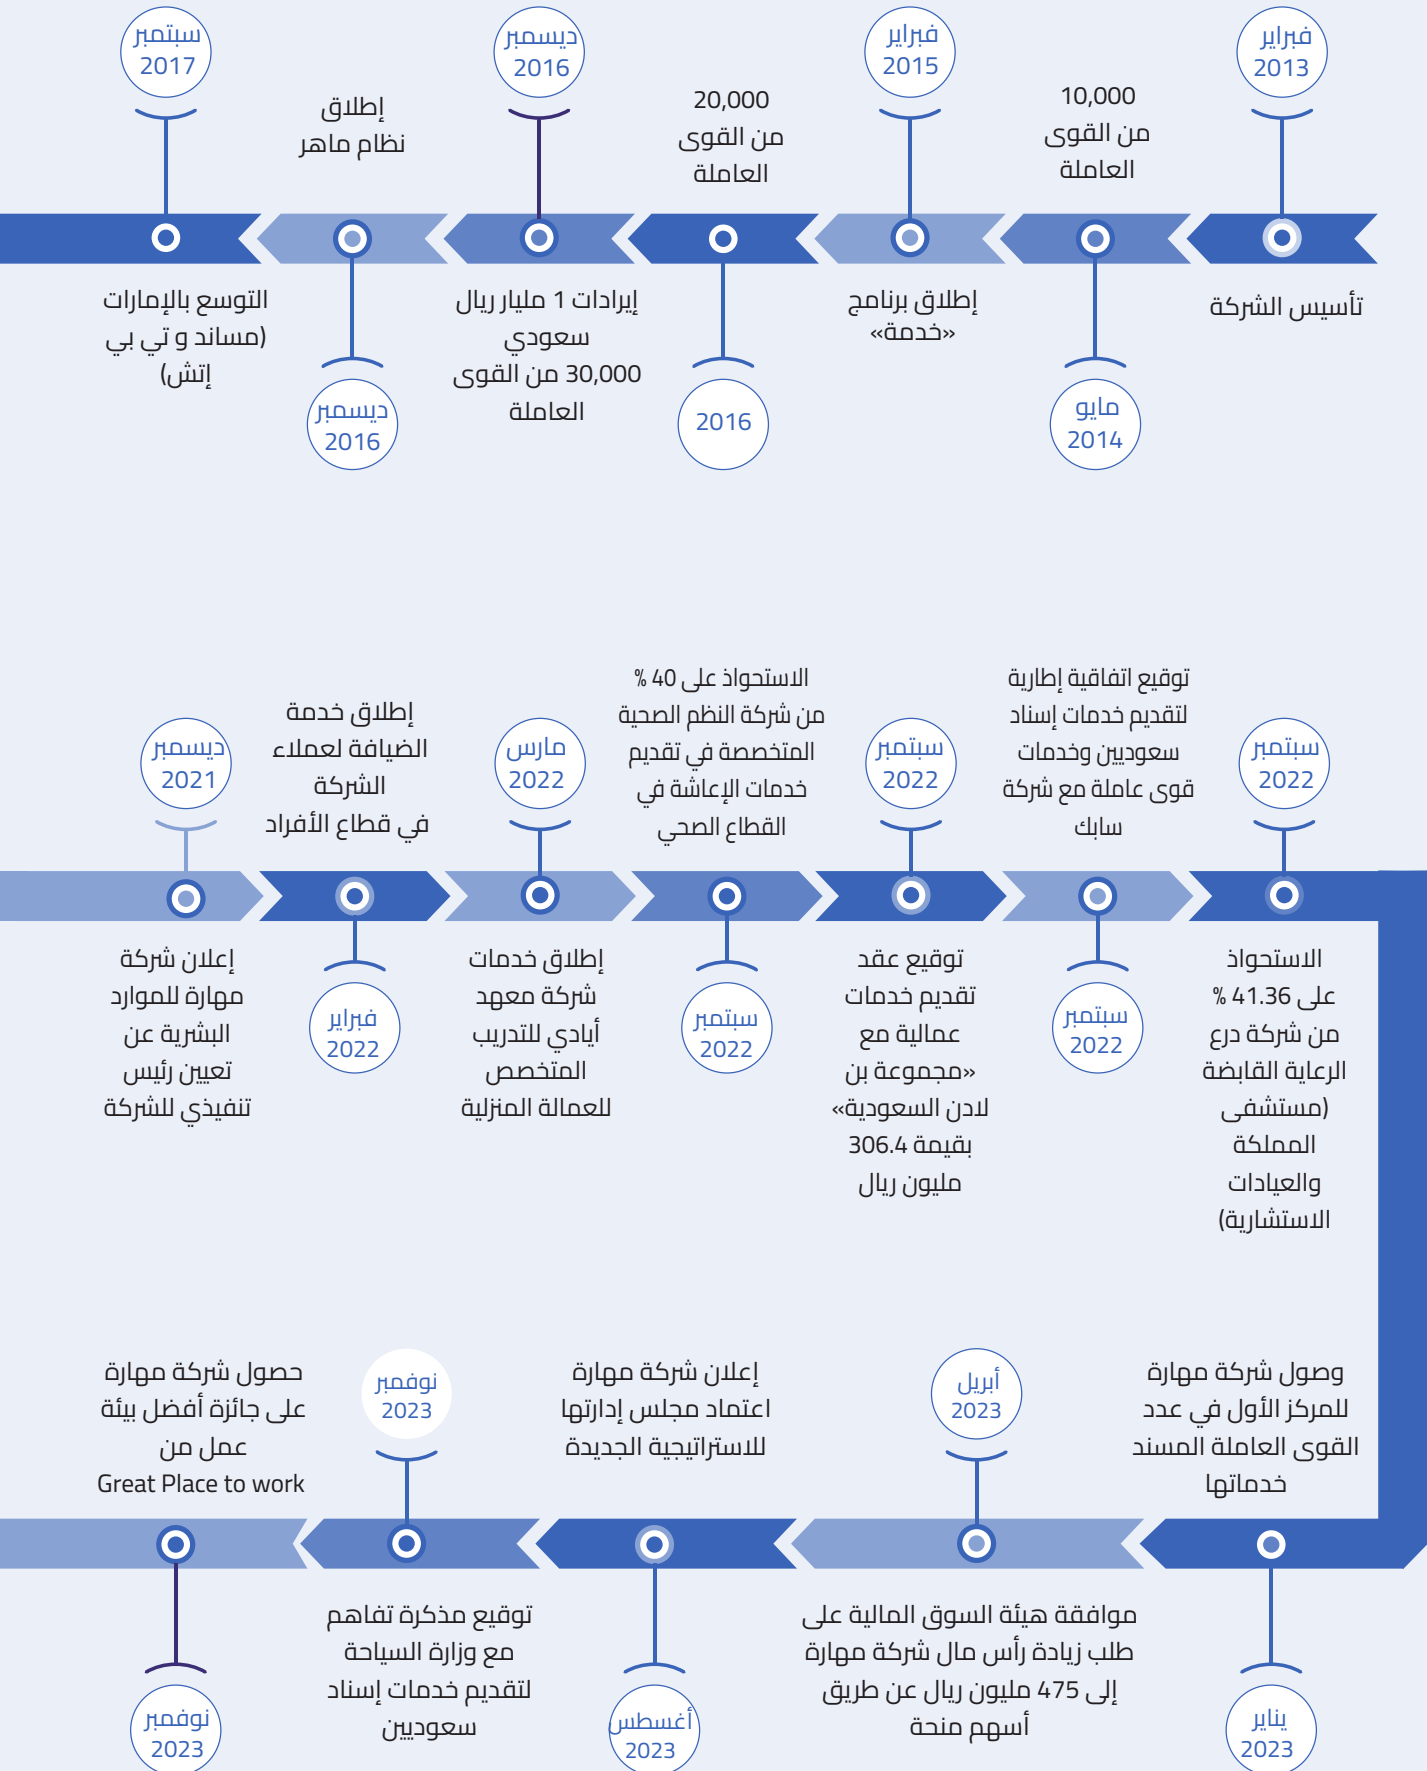 فبراير
2013
تأسيس الشركة
10,000
من القوى
العاملة
مايو
2014
فبراير
2015
إطلاق برنامج
«خدمة»
20,000
من القوى
العاملة
2016
ديسمبر
2016
إيرادات 1 مليار ريال
سعودي
30,000 من القوى
العاملة
إطلاق
نظام ماهر
ديسمبر
2016
سبتمبر
2017
التوسع بالإمارات
(مساند و تي بي
إتش)
ديسمبر
2021
إعلان شركة
مهارة للموارد
البشرية عن
تعيين رئيس
تنفيذي للشركة
إطلاق خدمة
الضيافة لعملاء
الشركة
في قطاع الأفراد
فبراير
2022
مارس
2022
إطلاق خدمات
شركة معهد
أيادي للتدريب
المتخصص
للعمالة المنزلية
الاستحواذ على 40 %
من شركة النظم الصحية
المتخصصة في تقديم
خدمات الإعاشة في
القطاع الصحي
سبتمبر
2022
سبتمبر
2022
توقيع عقد
تقديم خدمات
عمالية مع
«مجموعة بن
لادن السعودية»
بقيمة 306.4
مليون ريال
توقيع اتفاقية إطارية
لتقديم خدمات إسناد
سعوديين وخدمات
قوى عاملة مع شركة
سابك
سبتمبر
2022
سبتمبر
2022
الاستحواذ
على 41.36 %
من شركة درع
الرعاية القابضة
(مستشفى
المملكة
والعيادات
الاستشارية)
وصول شركة مهارة
للمركز الأول في عدد
القوى العاملة المسند
خدماتها
يناير
2023
أبريل
2023
موافقة هيئة السوق المالية على
طلب زيادة رأس مال شركة مهارة
إلى 475 مليون ريال عن طريق
أسهم منحة
إعلان شركة مهارة
اعتماد مجلس إدارتها
للاستراتيجية الجديدة
أغسطس
2023
نوفمبر
2023
توقيع مذكرة تفاهم
مع وزارة السياحة
لتقديم خدمات إسناد
سعوديين
حصول شركة مهارة
على جائزة أفضل بيئة
عمل من
Great Place to work
نوفمبر
2023